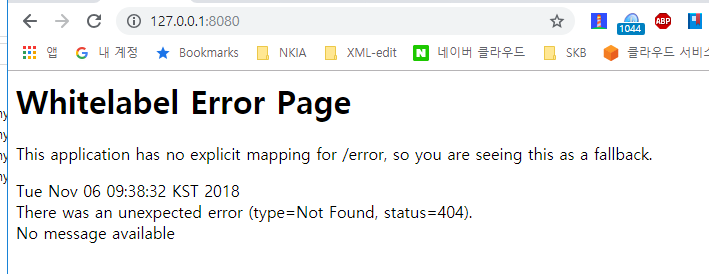 127.0.0.1:8080
1044
ABP
앱 G 내 계정 Bookmarks NKIA XML-edit N 네이버 클라우드 SKB 클라우드 서비스
Whitelabel Error Page
This application has no explicit mapping for /error, so you are seeing this as a fallback.
Tue Nov 06 09:38:32 KST 2018
There was an unexpected error (type=Not Found, status=404).
No message available